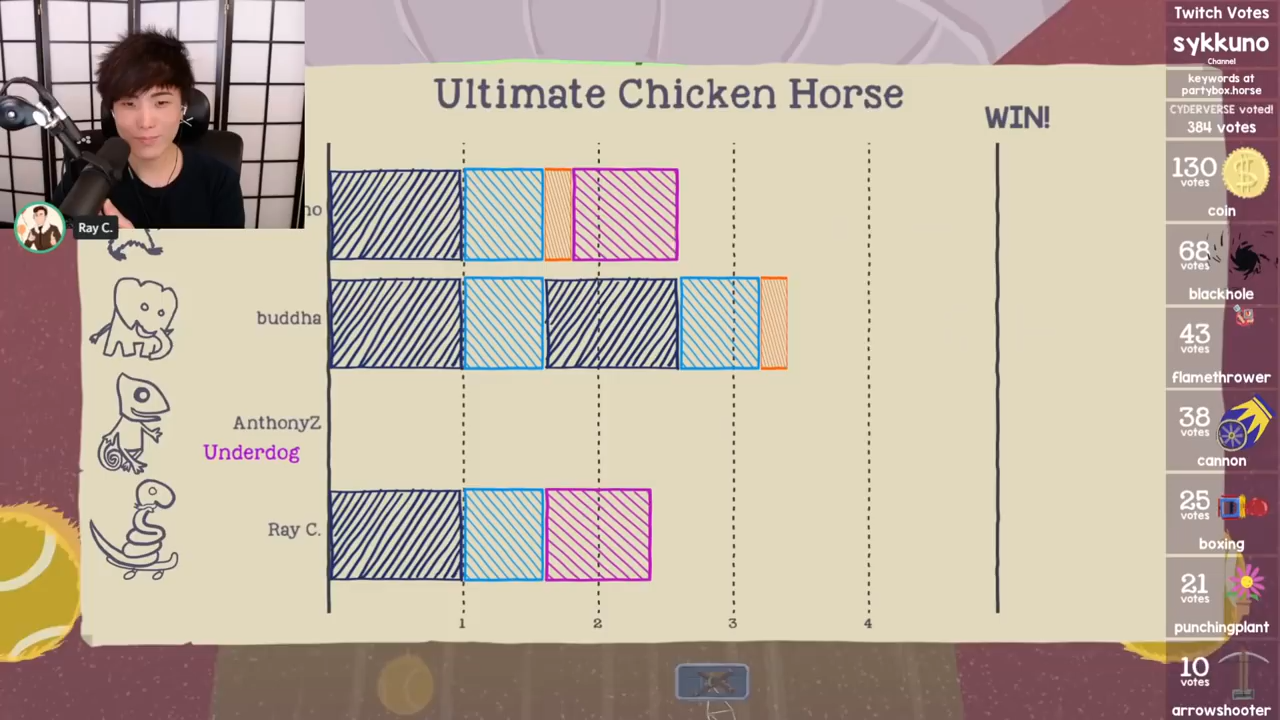 Ultimate Chicken Horse
WIN!
no
buddha
AnthonyZ
Underdog
Ray C.
1
2
3
4
Ray C.
Twitch Votes
sykkuno
Channel
keywords at
partybox.horse
CYDERVERSE voted!
384 votes
130
votes
coin
68
votes
blackhole
43
votes
flamethrower
38
votes
cannon
25
votes
boxing
21
votes
punchingplant
10
votes
arrowshooter